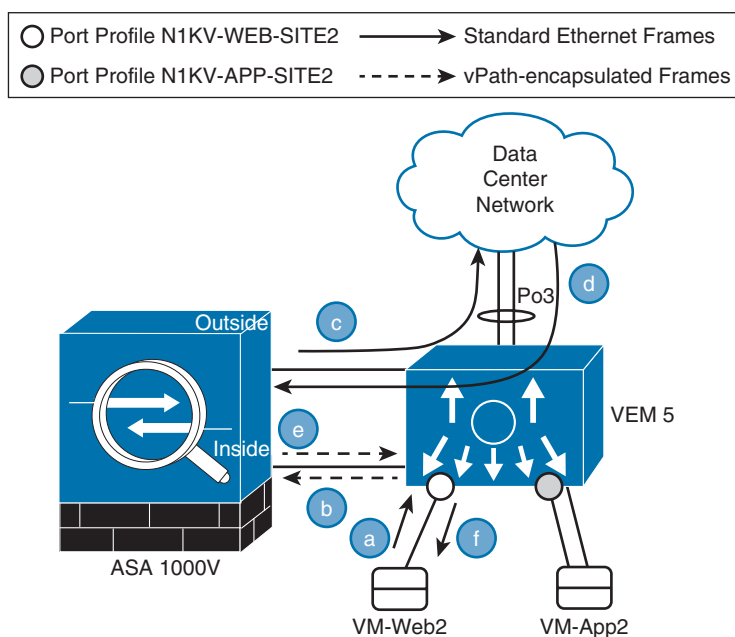 Port Profile N1KV-WEB-SITE2
Standard Ethernet Frames
Port Profile N1KV-APP-SITE2
vPath-encapsulated Frames
Data
Center
Network
d
Po3
c
Outside
VEM 5
Inside
e
b
a
f
ASA 1000V
VM-Web2
VM-App2